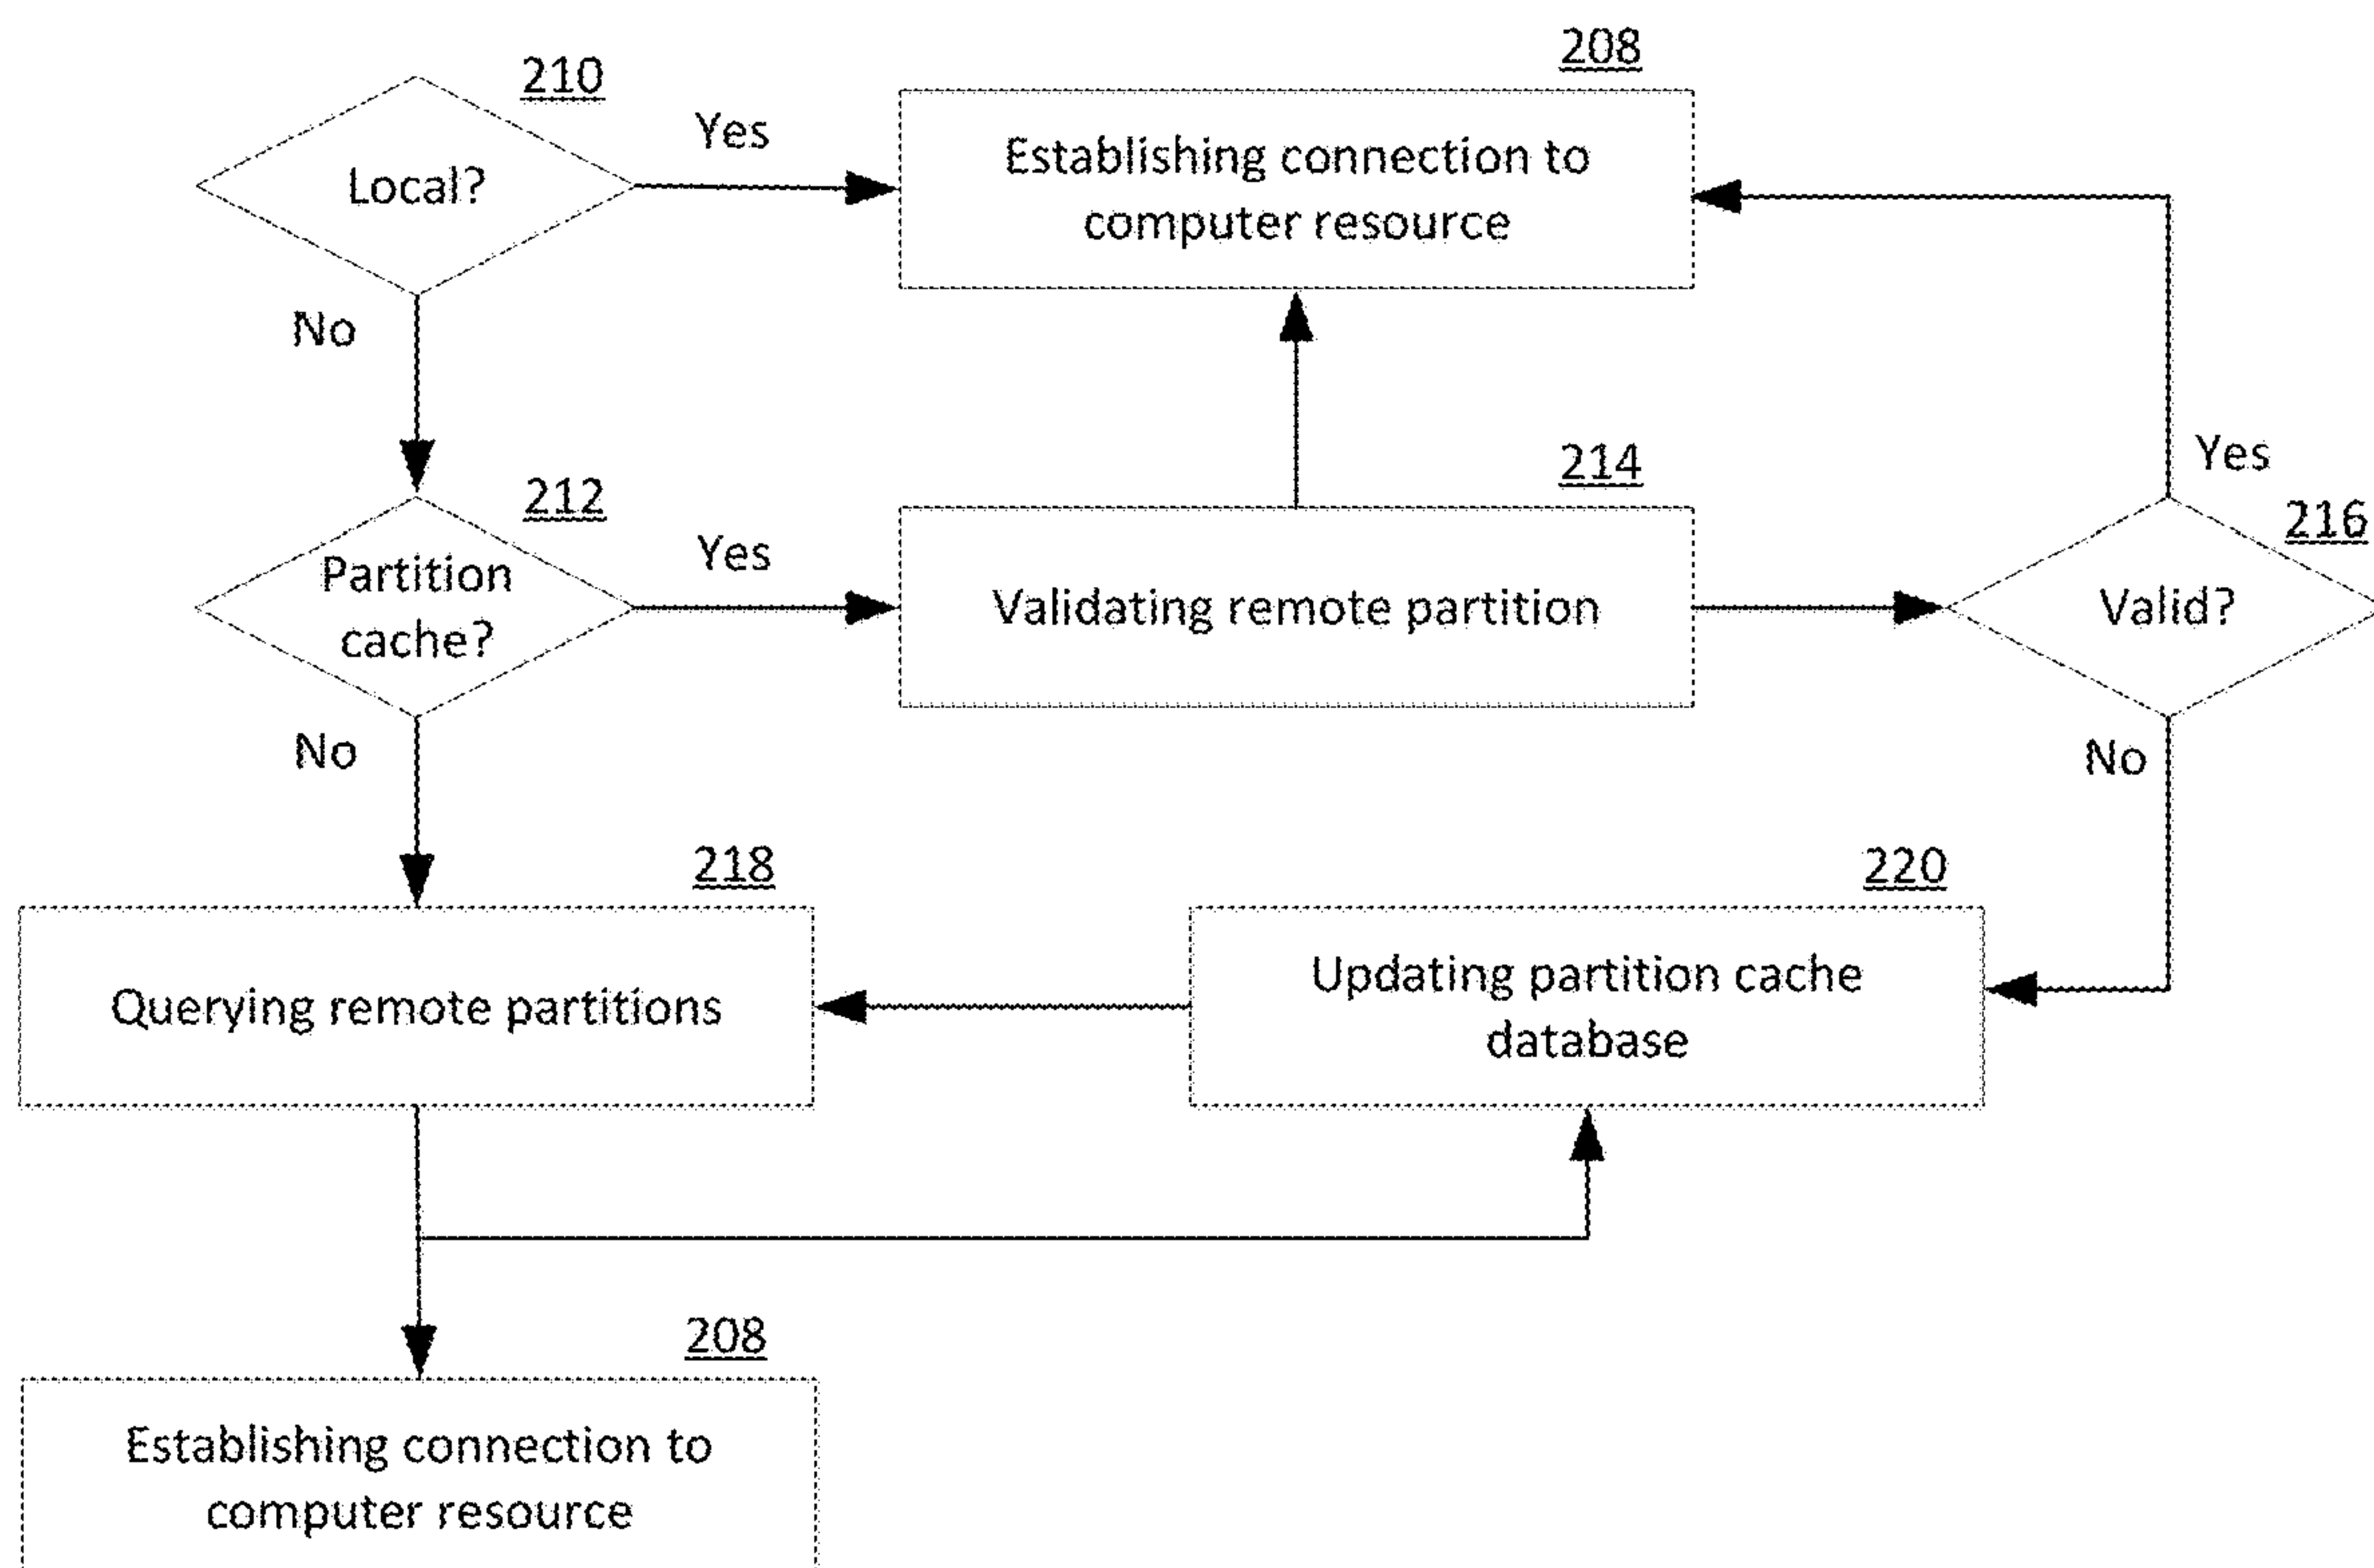 210
208
Local?
Yes
Establishing connection to
computer resource
No
212
Partition
cache?
Yes
214
Validating remote partition
Yes
216
Valid?
No
No
218
Querying remote partitions
220
Updating partition cache
database
208
Establishing connection to
computer resource